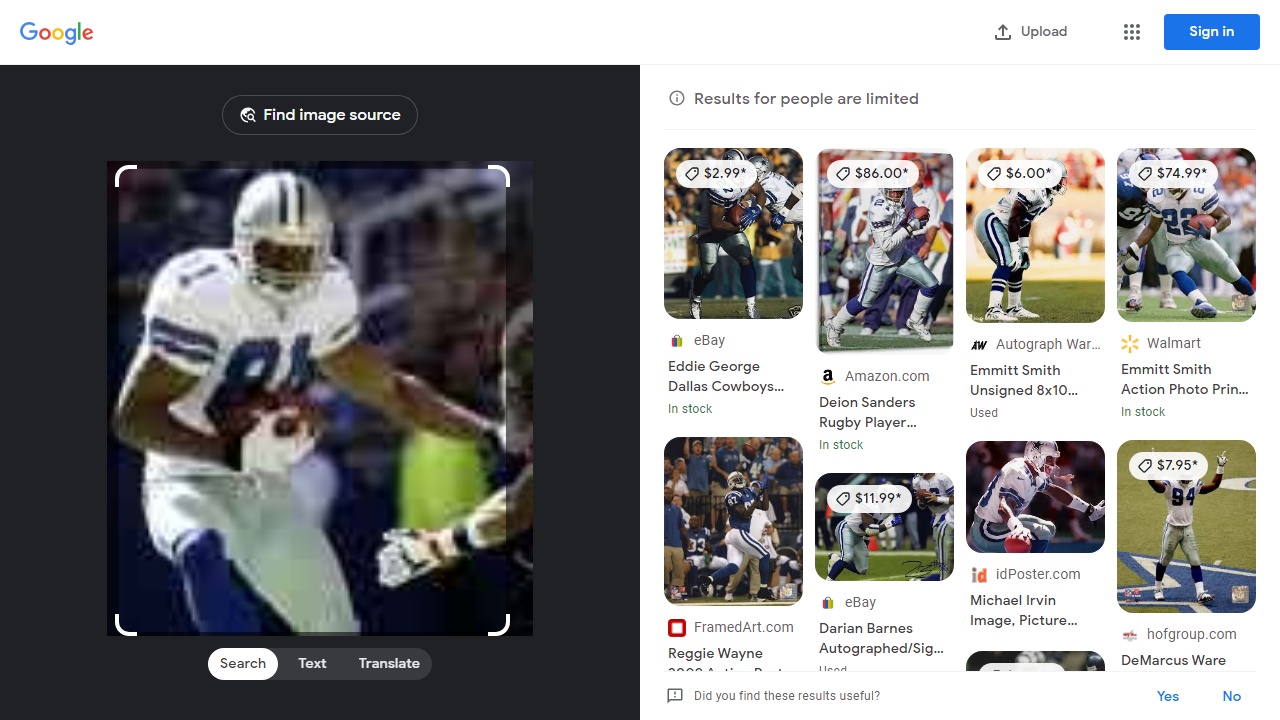 Google
Upload
Sign in
Find image source
Search
Text
Translate
Results for people are limited
$2.99*
eBay
Eddie George
Dallas Cowboys...
In stock
$86.00*
Amazon.com
Deion Sanders
Rugby Player...
In stock
$6.00*
AW
Autograph War...
Emmitt Smith
Unsigned 8x10...
Used
$74.99*
22
Walmart
Emmitt Smith
Action Photo Prin...
In stock
FramedArt.com
Reggie Wayne
$11.99*
eBay
Darian Barnes
Autographed/Sig...
Used
id
idPoster.com
Michael Irvin
Image, Picture...
$7.95*
94
hofgroup.com
DeMarcus Ware
Did you find these results useful?
Yes
No